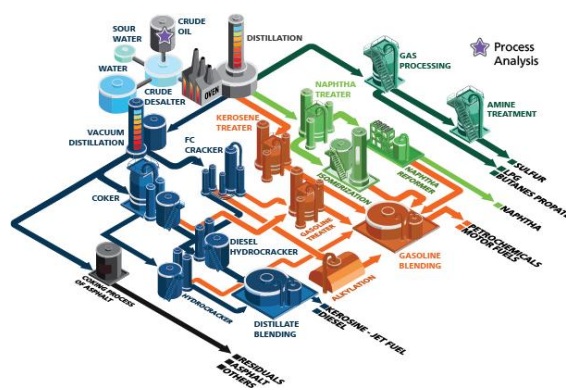 CRUDE
OIL
SOUR
WATER
DISTILLATION
Process
Analysis
WATER
CRUDE
DESALTER
OVEN
GAS
PROCESSING
NAPHTHA
TREATER
AMINE
TREATMENT
KEROSENE
TREATER
VACUUM
DISTILLATION
FC
CRACKER
ISOMERIZATION
NAPHTHA
REFORMER
SULFUR
LPG
BUTANES PROPATE
NAPHTHA
COKER
GASOLINE
TREATER
PETROCHEMICALS
MOTOR FUELS
DIESEL
HYDROCRACKER
GASOLINE
BLENDING
COKING PROCESS
OF ASPHALT
HYDROCRACKER
ALKYLATION
DISTILLATE
BLENDING
KEROSINE - JET FUEL
DIESEL
RESIDUALS
ASPHALT
OTHERS